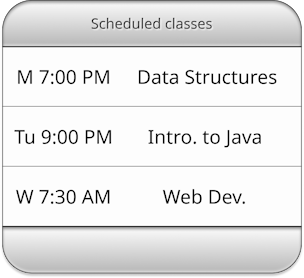 Scheduled classes
M 7:00 PM Data Structures
Tu 9:00 PM Intro. to Java
W 7:30 AM Web Dev.